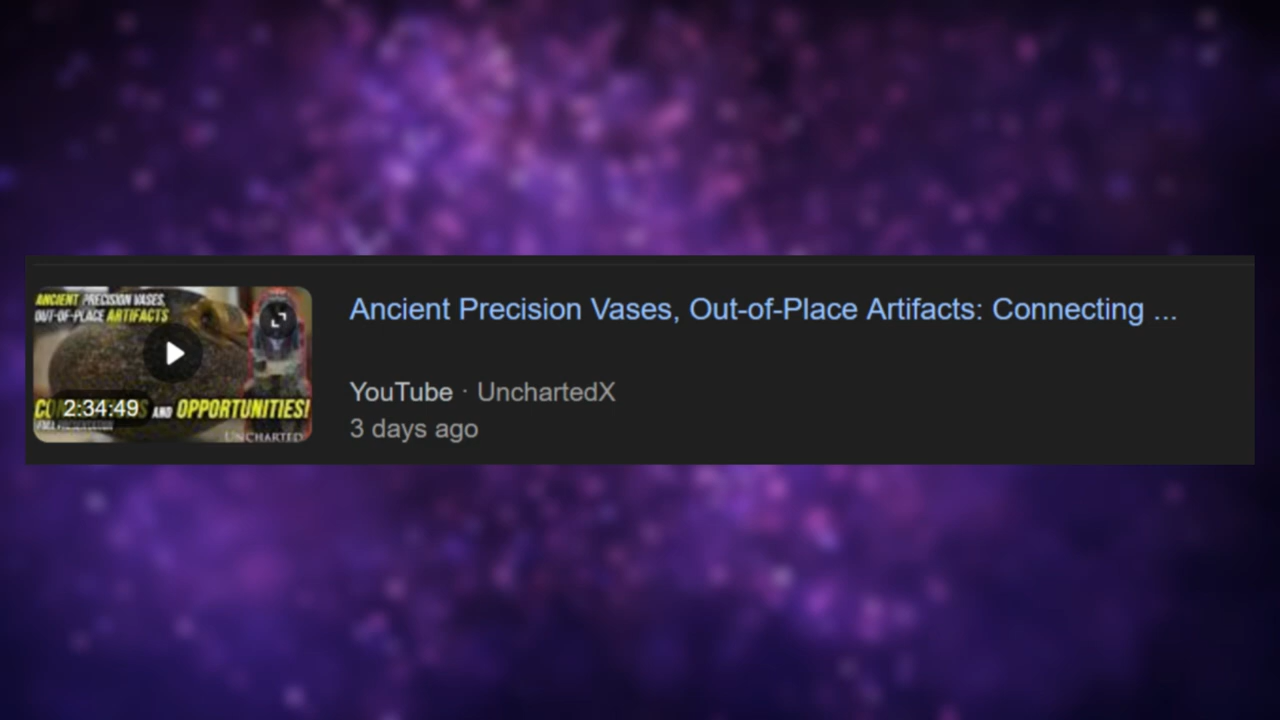 ANCIENT PRECISION VASES,
OUT-OF-PLACE ARTIFACTS
2:34:49
AND OPPORTUNITIES!
UNCHARTED
Ancient Precision Vases, Out-of-Place Artifacts: Connecting ...
YouTube · UnchartedX
3 days ago